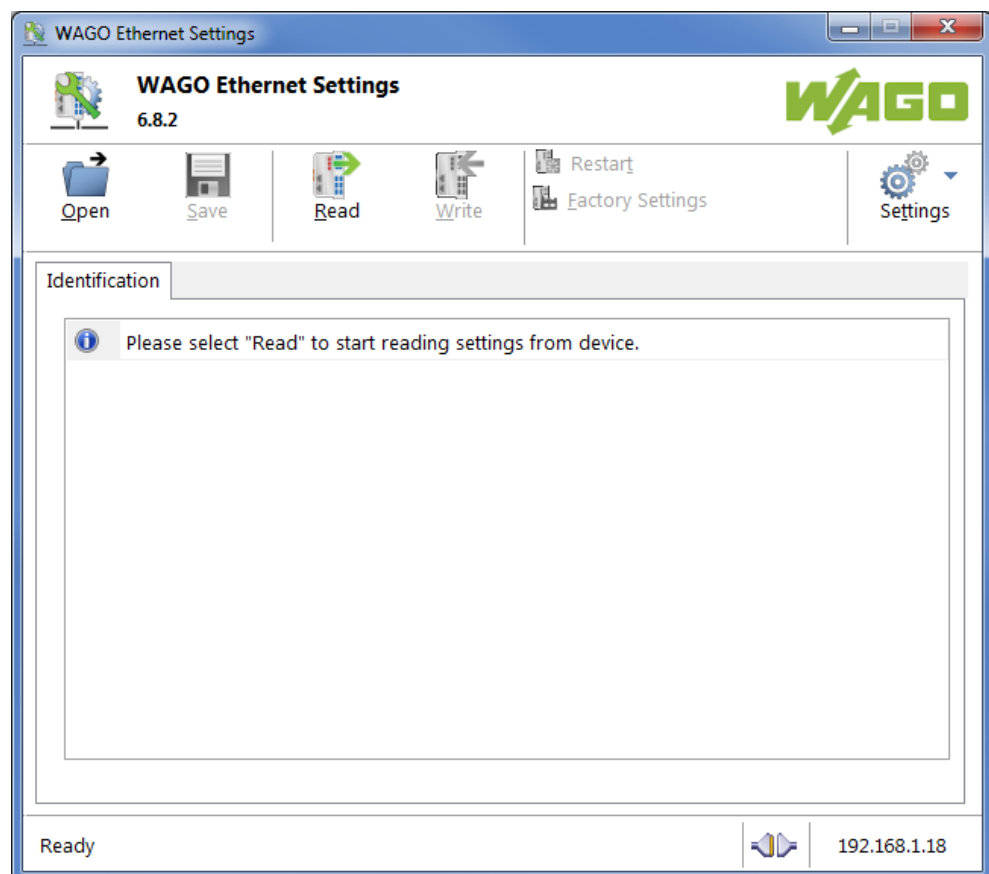 WAGO Ethernet Settings
WAGO Ethernet Settings
6.8.2
WAGO
Open
Save
Read
Write
Restart
Factory Settings
Settings
Identification
Please select "Read" to start reading settings from device.
Ready
192.168.1.18